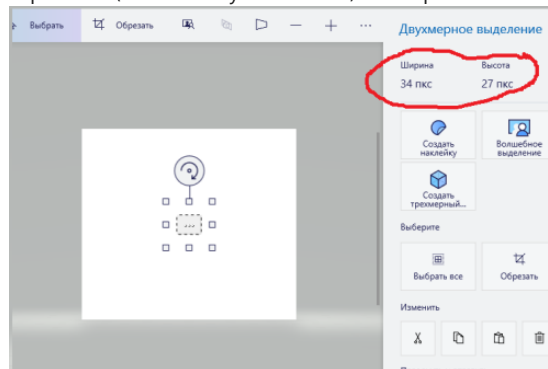 Выбрать
Обрезать
...
Двухмерное выделение
Ширина
Высота
34 пкс
27 пкс
Создать
наклейку
Волшебное
выделение
Создать
трехмерный...
Выберите
Выбрать все
Обрезать
Изменить